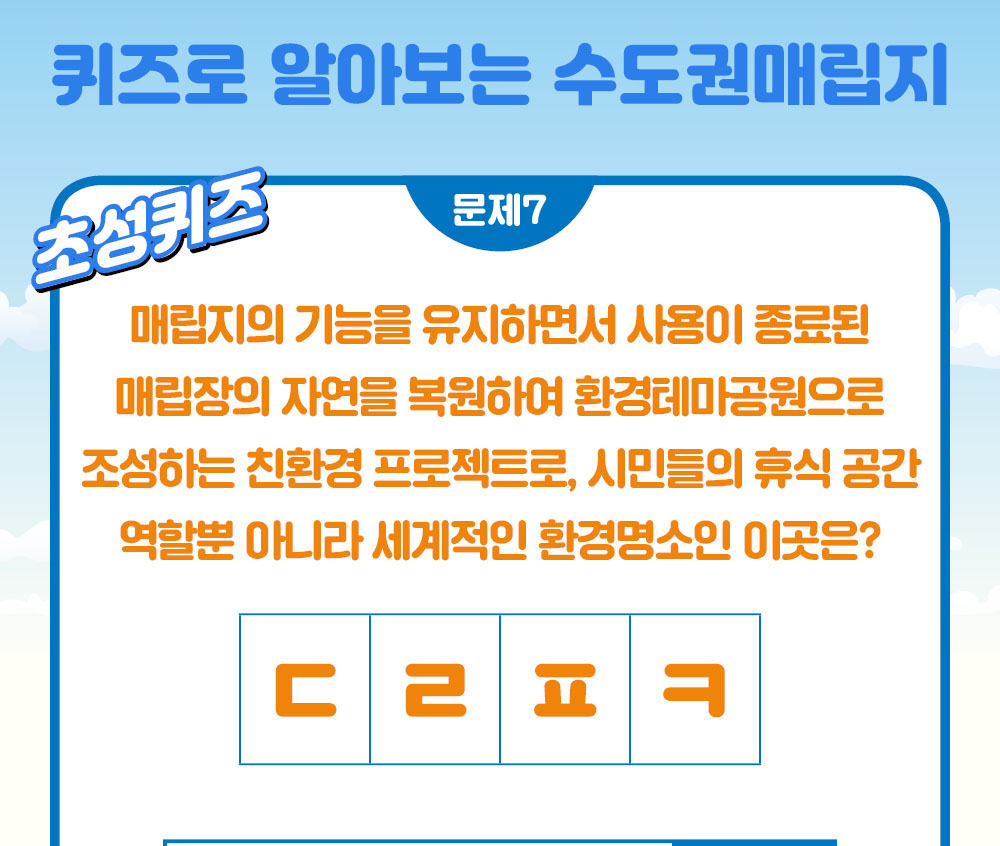 퀴즈로 알아보는 수도권매립지
초성퀴즈
문제7
매립지의 기능을 유지하면서 사용이 종료된
매립장의 자연을 복원하여 환경테마공원으로
조성하는 친환경 프로젝트로, 시민들의 휴식 공간
역할뿐 아니라 세계적인 환경명소인 이곳은?
ㄷ ㄹ ㅍ ㅋ